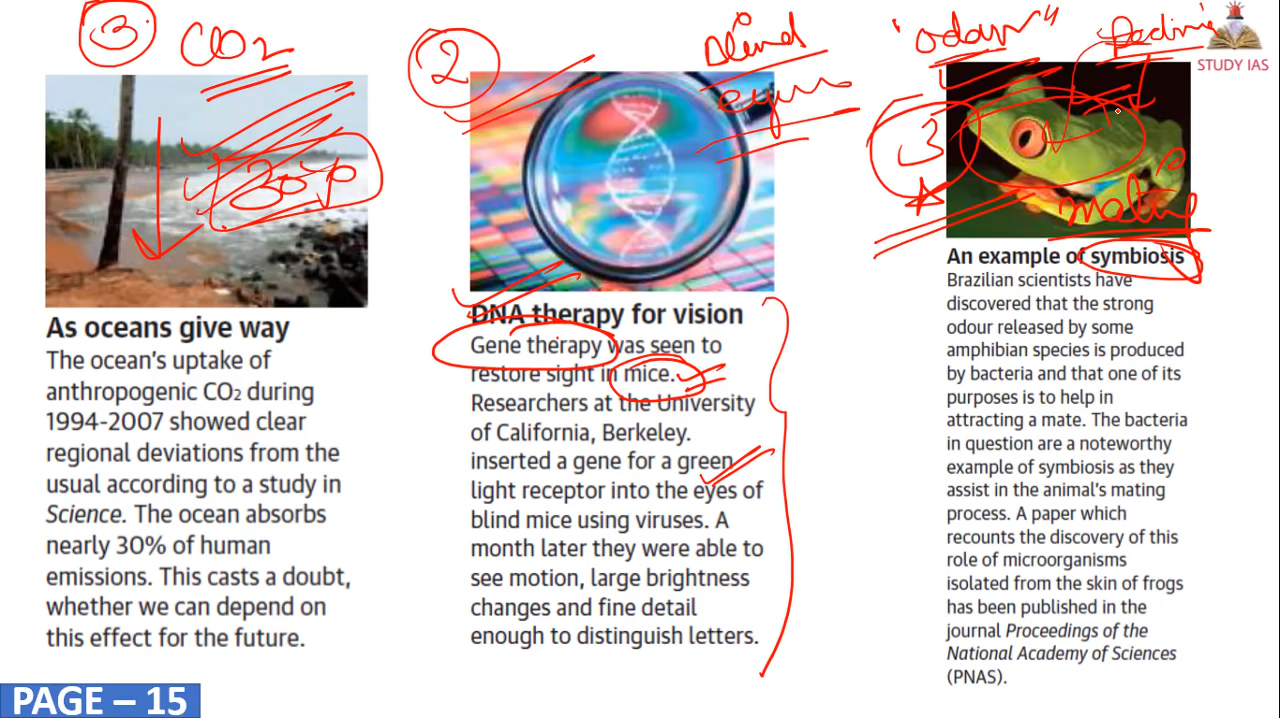 3
CO2
30%
As oceans give way
The ocean's uptake of
anthropogenic CO2 during
1994-2007 showed clear
regional deviations from the
usual according to a study in
Science. The ocean absorbs
nearly 30% of human
emissions. This casts a doubt,
whether we can depend on
this effect for the future.
2
Blind
eyes
DNA therapy for vision
Gene therapy was seen to
restore sight in mice.
Researchers at the University
of California, Berkeley.
inserted a gene for a green
light receptor into the eyes of
blind mice using viruses. A
month later they were able to
see motion, large brightness
changes and fine detail
enough to distinguish letters.
"odour"
STUDY IAS
3
mating
An example of symbiosis
Brazilian scientists have
discovered that the strong
odour released by some
amphibian species is produced
by bacteria and that one of its
purposes is to help in
attracting a mate. The bacteria
in question are a noteworthy
example of symbiosis as they
assist in the animal's mating
process. A paper which
recounts the discovery of this
role of microorganisms
isolated from the skin of frogs
has been published in the
journal Proceedings of the
National Academy of Sciences
(PNAS).
PAGE – 15